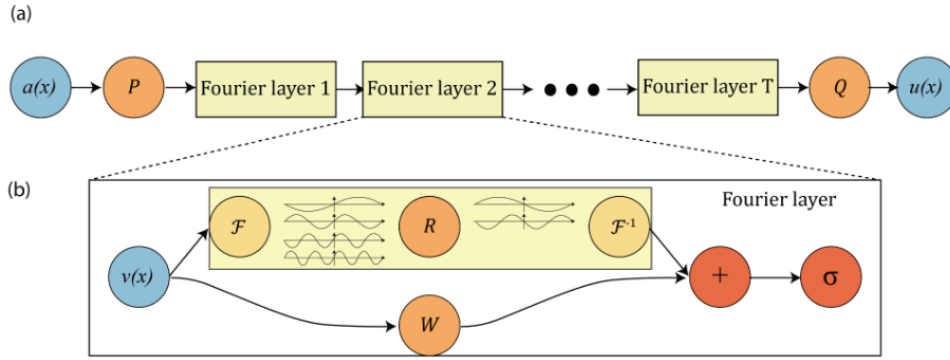 (a)
a(x) P Fourier layer 1 Fourier layer 2 ● ● ● Fourier layer T Q u(x)
(b)
Fourier layer
ℱ R ℱ⁻¹
v(x) + σ
W